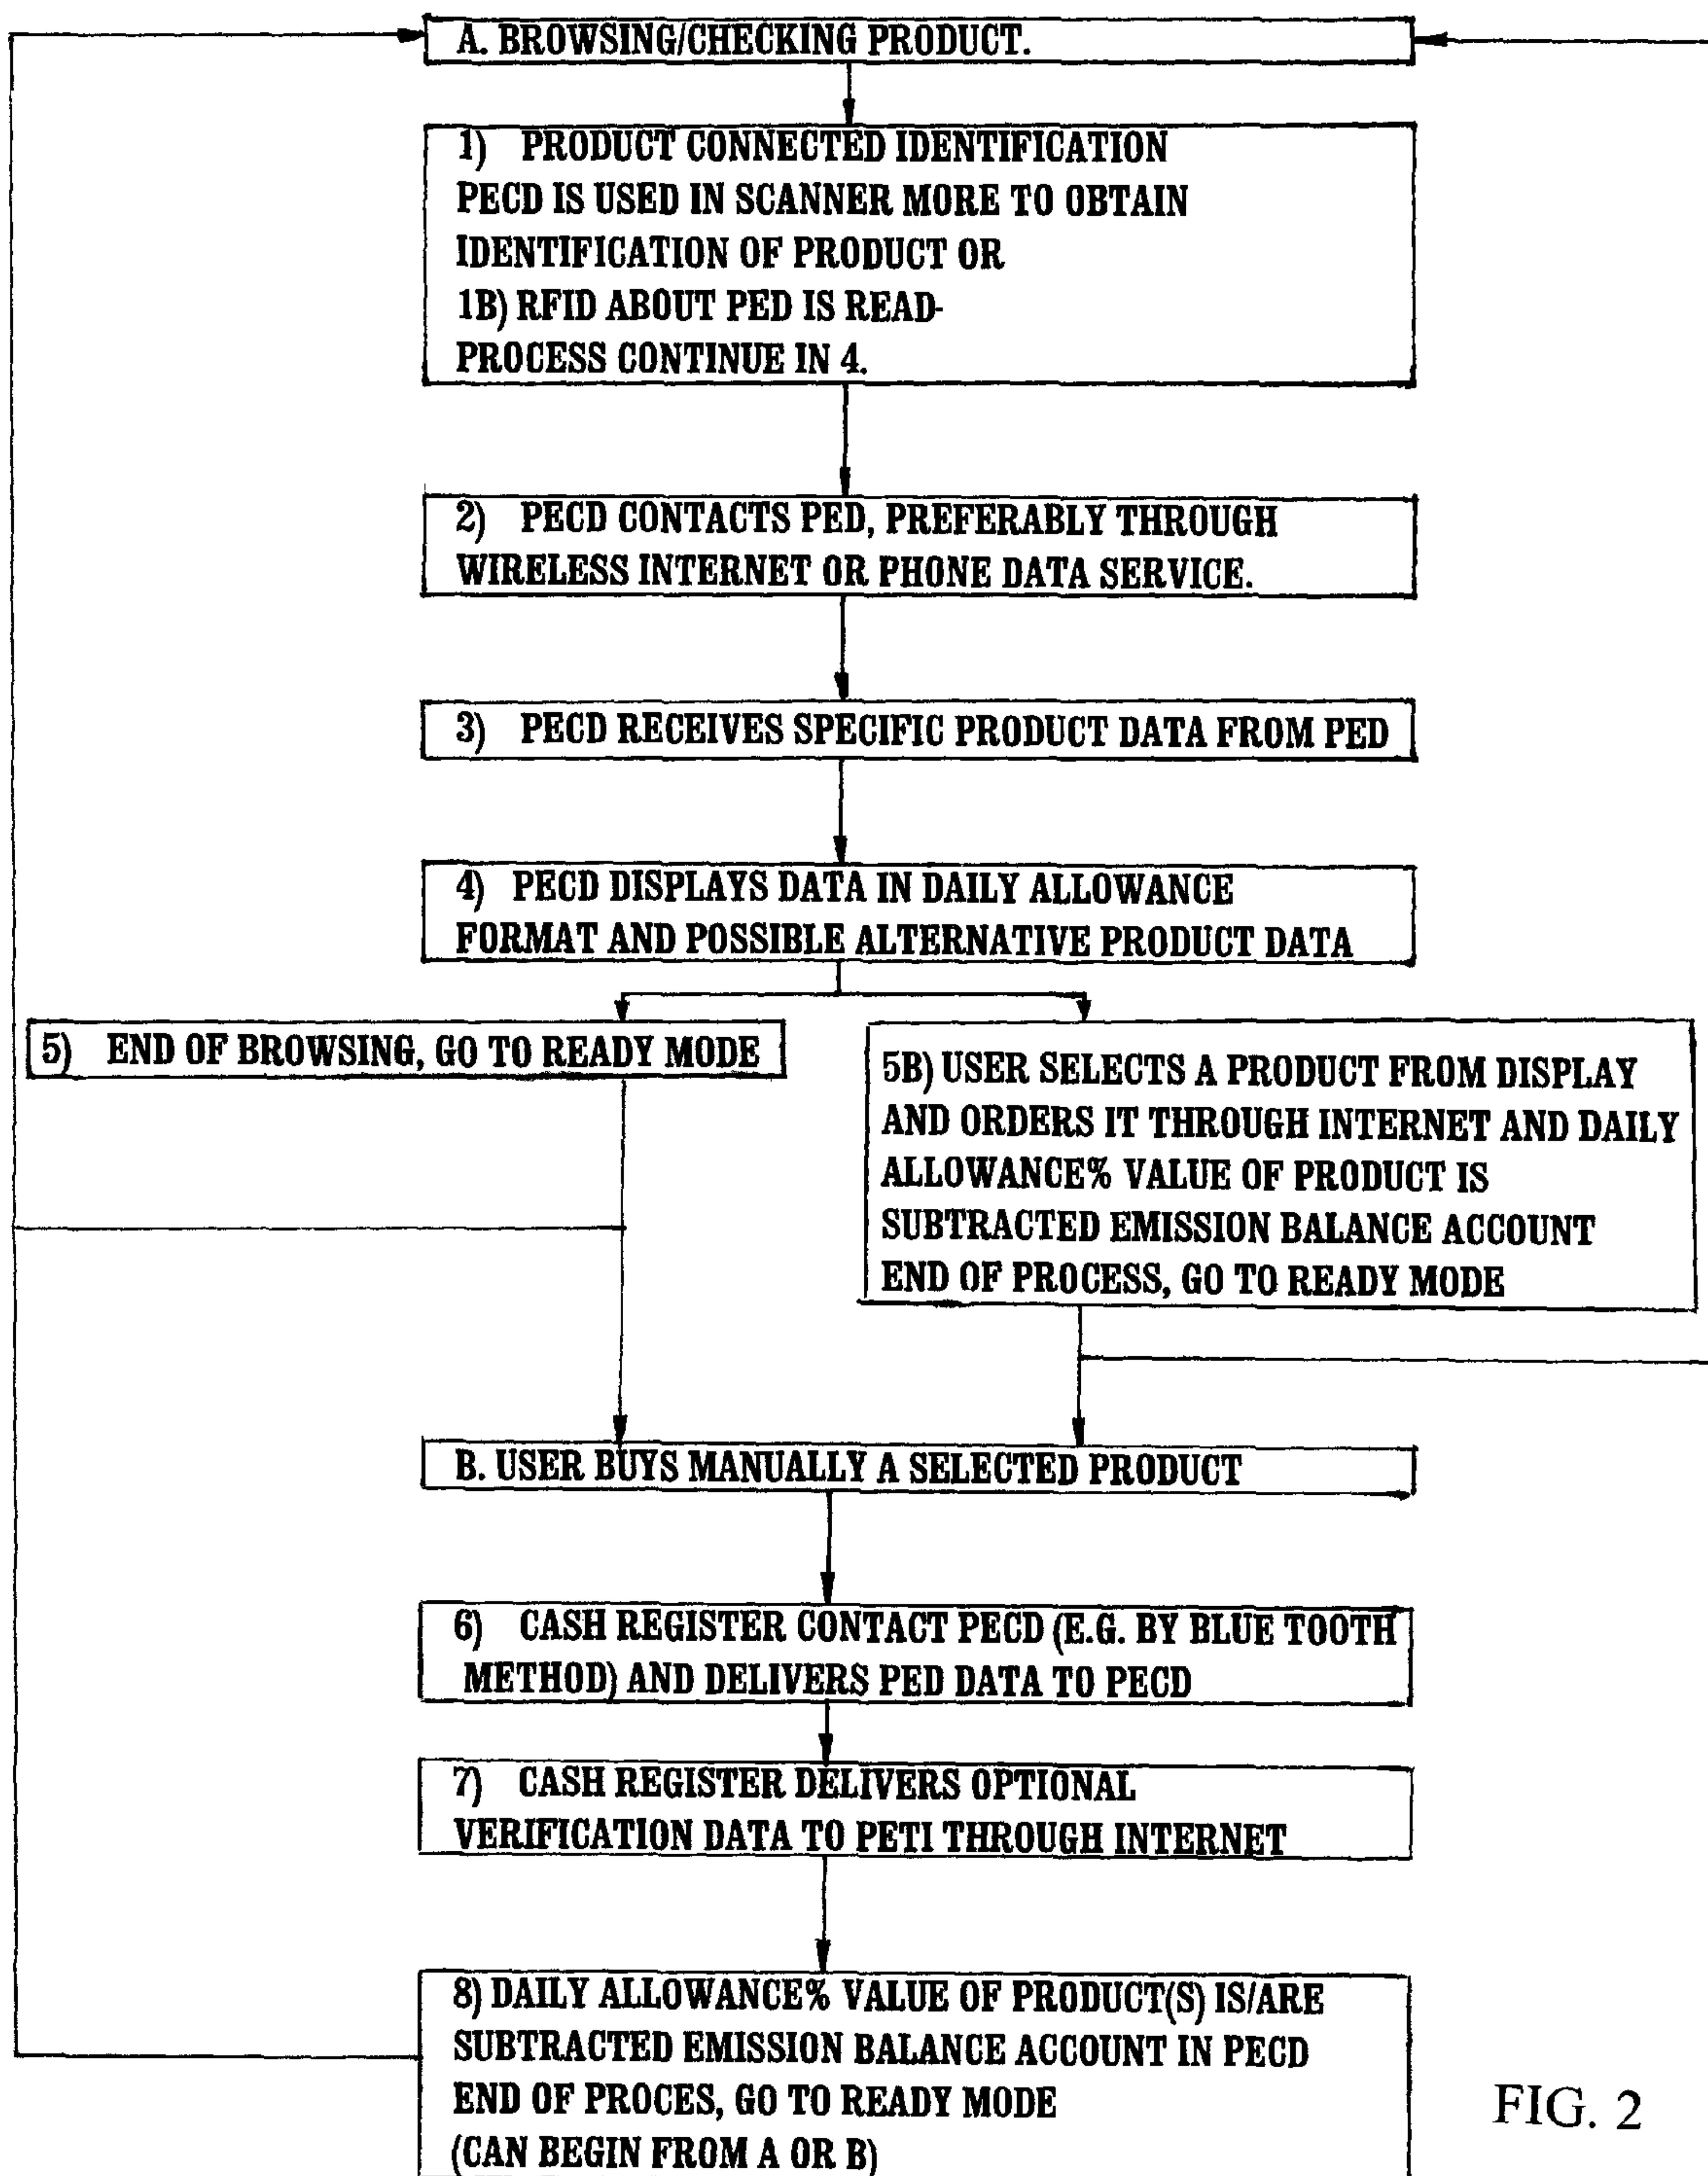 A. BROWSING/CHECKING PRODUCT.
1) PRODUCT CONNECTED IDENTIFICATION
PECD IS USED IN SCANNER MORE TO OBTAIN
IDENTIFICATION OF PRODUCT OR
1B) RFID ABOUT PED IS READ-
PROCESS CONTINUE IN 4.
2) PECD CONTACTS PED, PREFERABLY THROUGH
WIRELESS INTERNET OR PHONE DATA SERVICE.
3) PECD RECEIVES SPECIFIC PRODUCT DATA FROM PED
4) PECD DISPLAYS DATA IN DAILY ALLOWANCE
FORMAT AND POSSIBLE ALTERNATIVE PRODUCT DATA
5) END OF BROWSING, GO TO READY MODE
5B) USER SELECTS A PRODUCT FROM DISPLAY
AND ORDERS IT THROUGH INTERNET AND DAILY
ALLOWANCE% VALUE OF PRODUCT IS
SUBTRACTED EMISSION BALANCE ACCOUNT
END OF PROCESS, GO TO READY MODE
B. USER BUYS MANUALLY A SELECTED PRODUCT
6) CASH REGISTER CONTACT PECD (E.G. BY BLUE TOOTH
METHOD) AND DELIVERS PED DATA TO PECD
7) CASH REGISTER DELIVERS OPTIONAL
VERIFICATION DATA TO PETI THROUGH INTERNET
8) DAILY ALLOWANCE% VALUE OF PRODUCT(S) IS/ARE
SUBTRACTED EMISSION BALANCE ACCOUNT IN PECD
END OF PROCES, GO TO READY MODE
(CAN BEGIN FROM A OR B)
FIG. 2